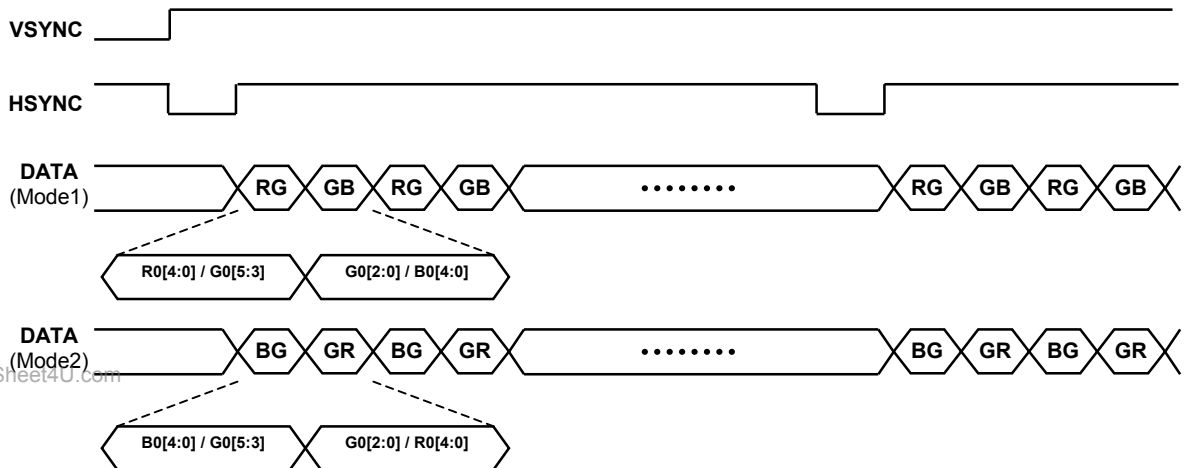 VSYNC
HSYNC
DATA
(Mode1)
RG GB RG GB ........ RG GB RG GB
R0[4:0] / G0[5:3] G0[2:0] / B0[4:0]
DATA
(Mode2)
BG GR BG GR ........ BG GR BG GR
Sheet4U.com
B0[4:0] / G0[5:3] G0[2:0] / R0[4:0]